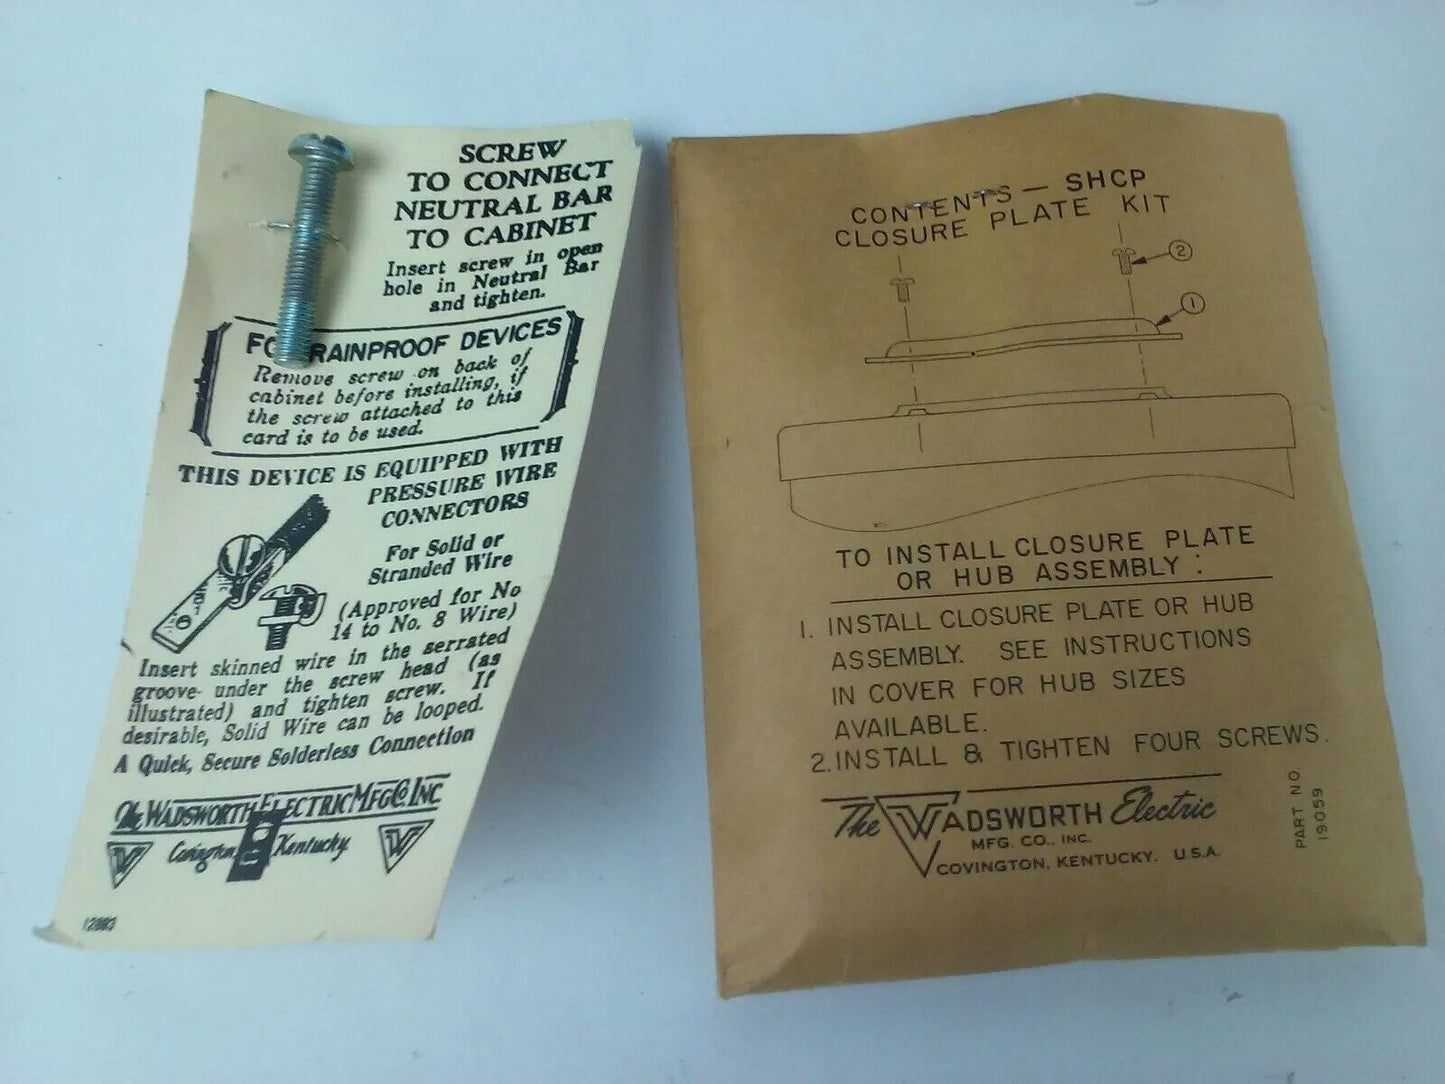 SCREW
TO CONNECT
NEUTRAL BAR
TO CABINET
Insert screw in open
hole in Neutral Bar
and tighten.
RAINPROOF DEVICES
Remove screw on back of
cabinet before installing, if
the screw attached to this
card is to be used.
THIS DEVICE IS EQUIPPED WITH
PRESSURE WIRE
CONNECTORS
For Solid or
Stranded Wire
(Approved for No
14 to No. 8 Wire)
Insert skinned wire in the serrated
groove under the screw head (as
illustrated) and tighten screw. If
desirable, Solid Wire can be looped.
A Quick, Secure Solderless Connection
The WADSWORTH ELECTRIC MFG CO. INC
Covington Kentucky
W
W
CONTENTS — SHCP
CLOSURE PLATE KIT
2
1
TO INSTALL CLOSURE PLATE
OR HUB ASSEMBLY :
1. INSTALL CLOSURE PLATE OR HUB
ASSEMBLY. SEE INSTRUCTIONS
IN COVER FOR HUB SIZES
AVAILABLE.
2. INSTALL & TIGHTEN FOUR SCREWS.
The WADSWORTH Electric
MFG. CO., INC.
COVINGTON, KENTUCKY. U.S.A.
PART NO.
19059